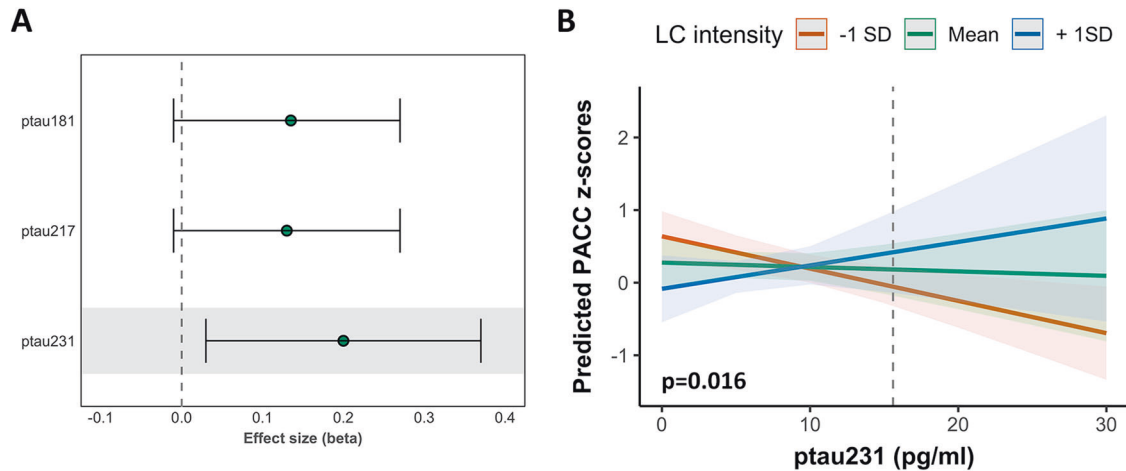 A
ptau181
ptau217
ptau231
-0.1 0.0 0.1 0.2 0.3 0.4
Effect size (beta)
B
LC intensity -1 SD Mean + 1SD
Predicted PACC z-scores
2
1
0
-1
p=0.016
0 10 20 30
ptau231 (pg/ml)